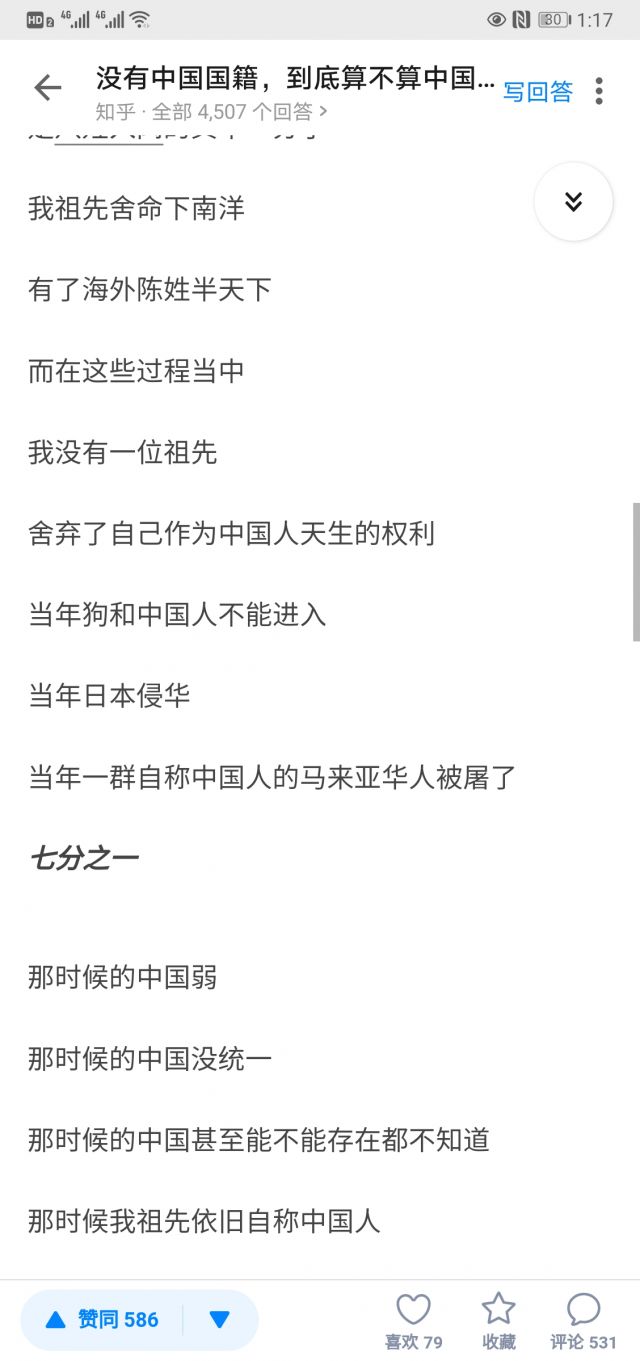 HD 2 4G 4G 80 1:17
没有中国国籍，到底算不算中国... 写回答
知乎 · 全部 4,507 个回答 >
我祖先舍命下南洋
有了海外陈姓半天下
而在这些过程当中
我没有一位祖先
舍弃了自己作为中国人天生的权利
当年狗和中国人不能进入
当年日本侵华
当年一群自称中国人的马来亚华人被屠了
七分之一
那时候的中国弱
那时候的中国没统一
那时候的中国甚至能不能存在都不知道
那时候我祖先依旧自称中国人
赞同 586 喜欢 79 收藏 评论 531